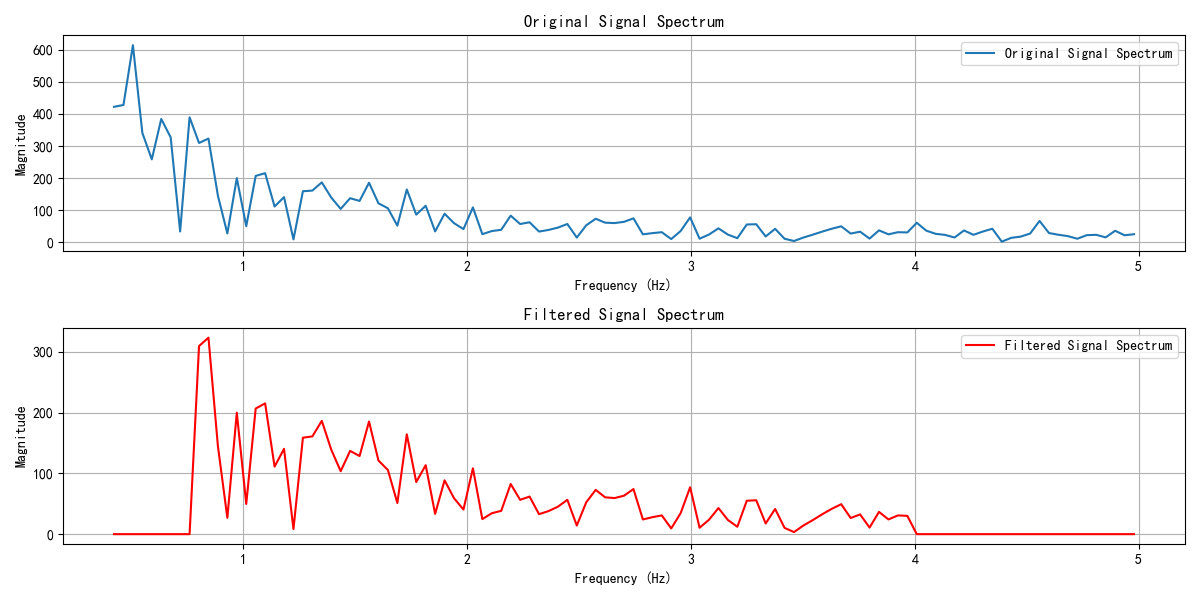 Original Signal Spectrum
600
500
400
300
200
100
0
Magnitude
Original Signal Spectrum
1 2 3 4 5
Frequency (Hz)
Filtered Signal Spectrum
300
200
100
0
Magnitude
Filtered Signal Spectrum
1 2 3 4 5
Frequency (Hz)